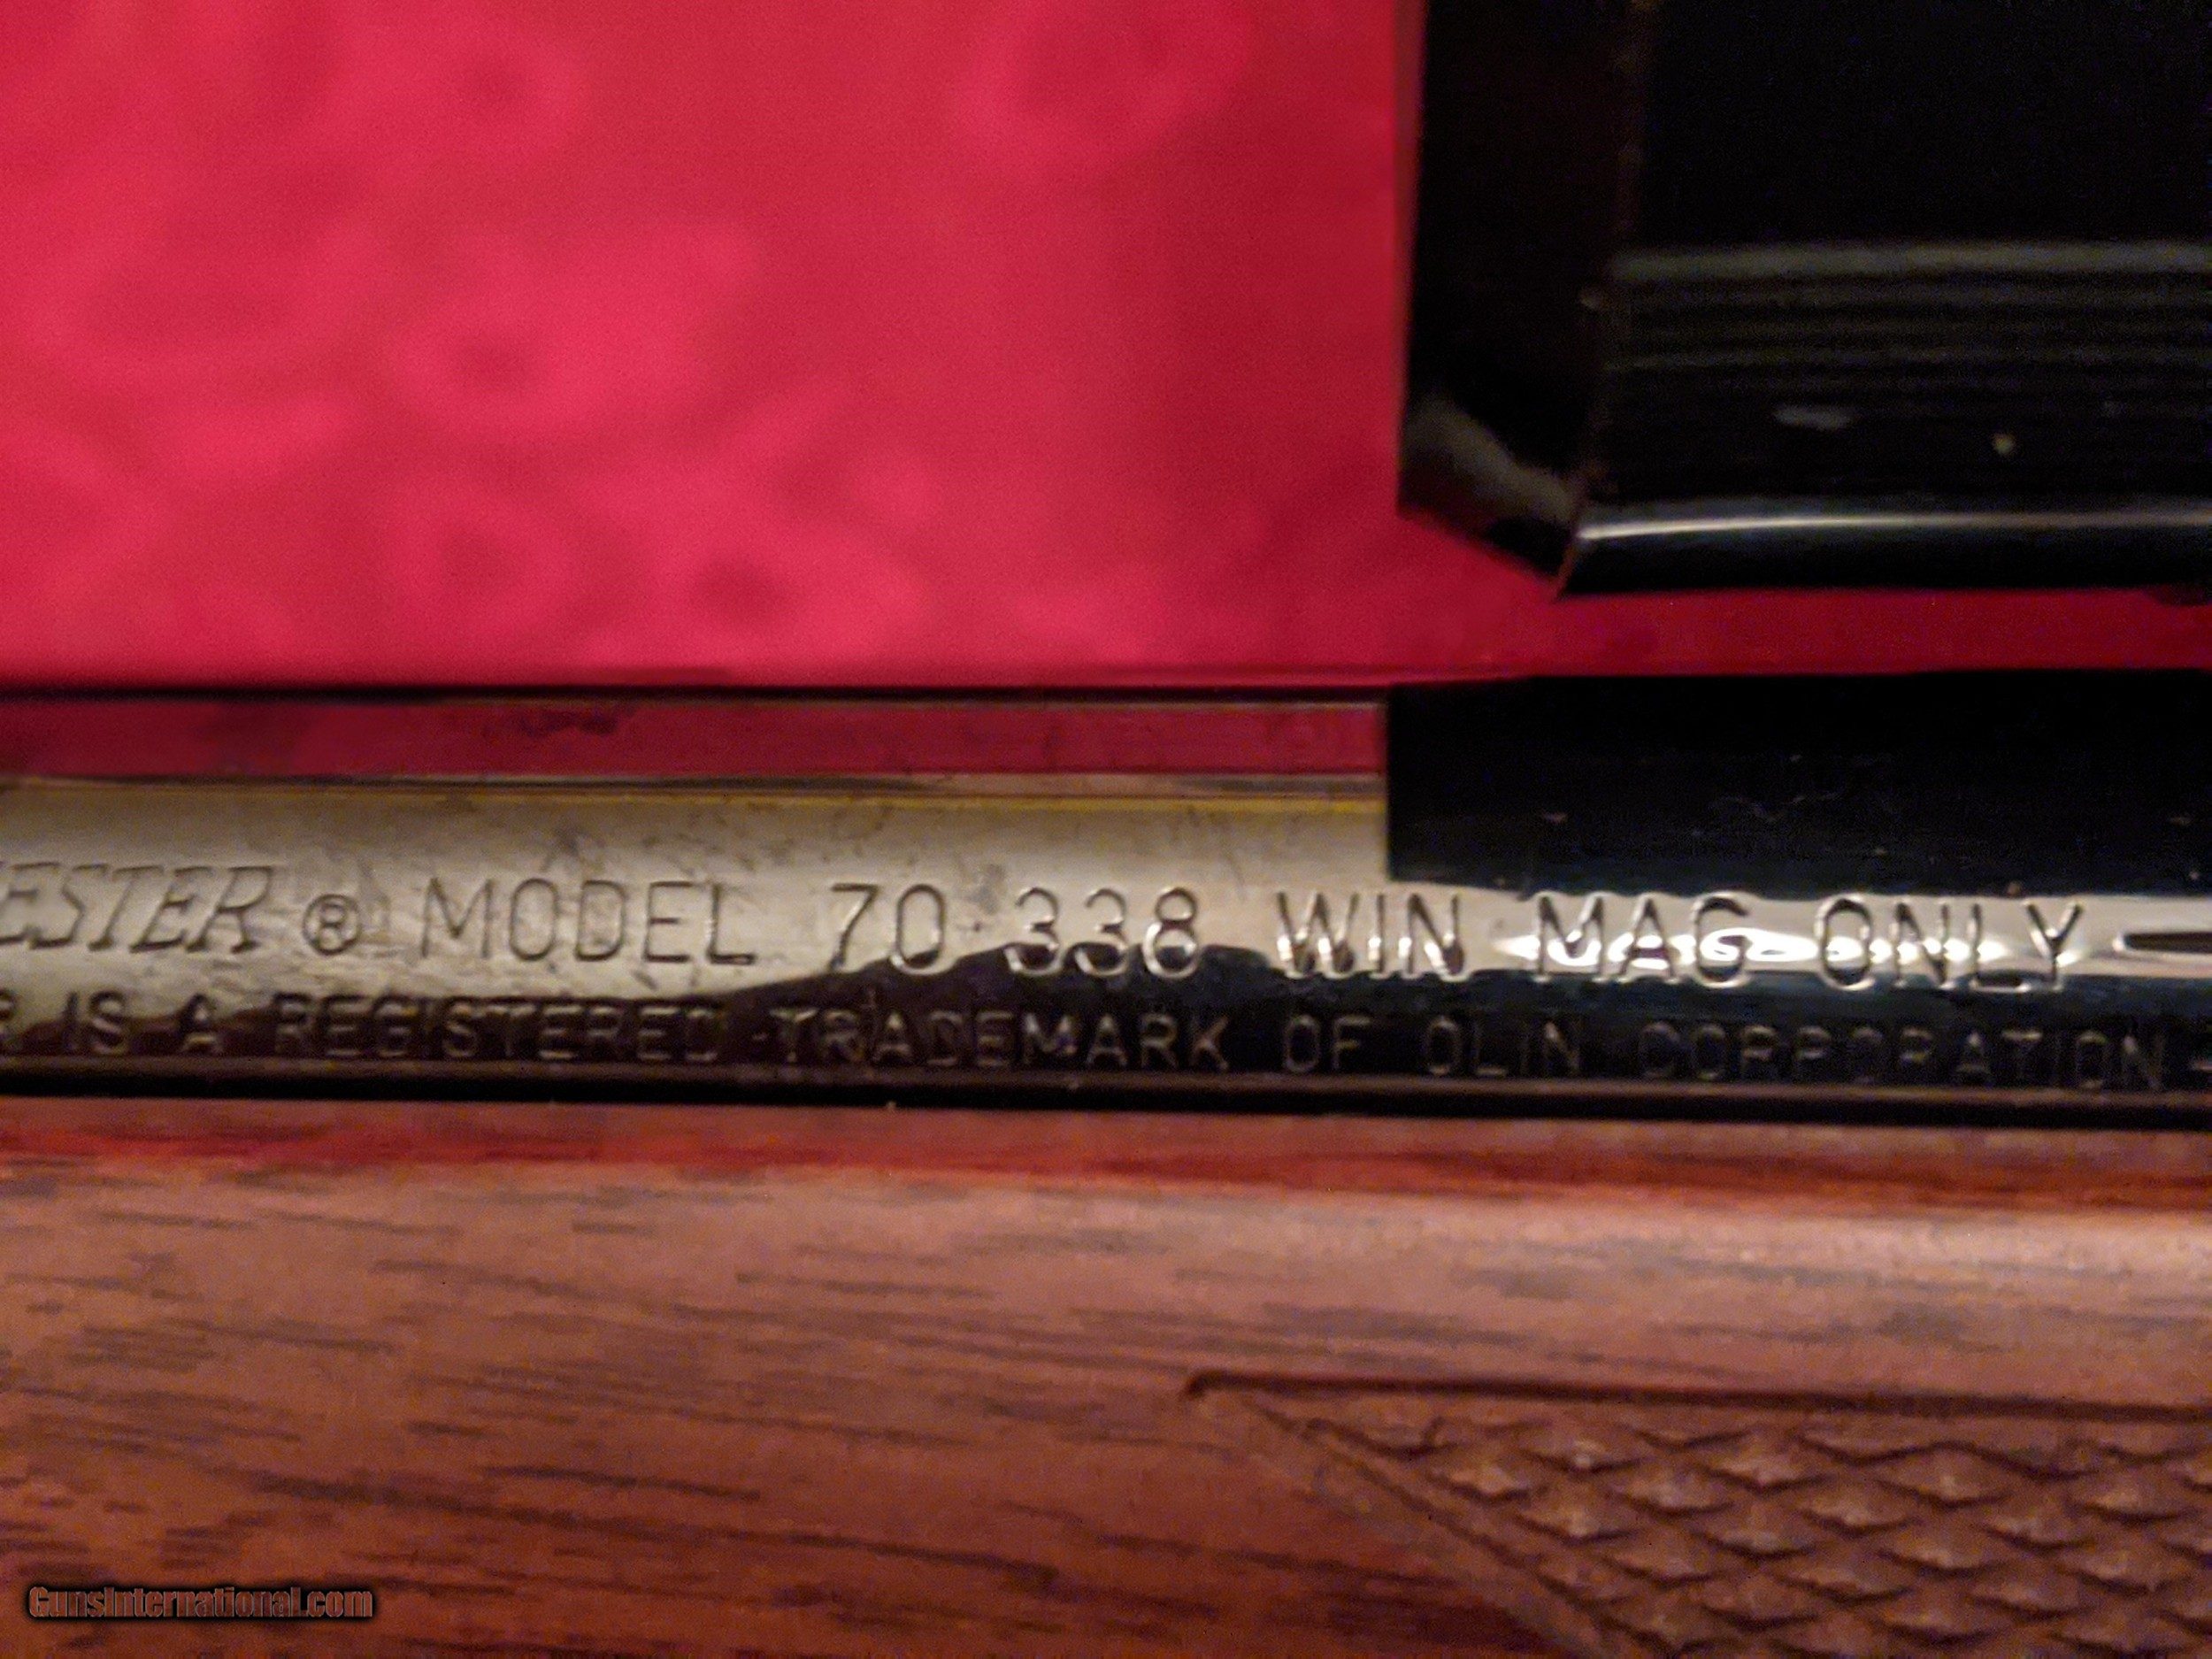 ESTER ® MODEL 70 338 WIN MAG ONLY
R IS A REGISTERED TRADEMARK OF OLIN CORPORATION -
GunsInternational.com